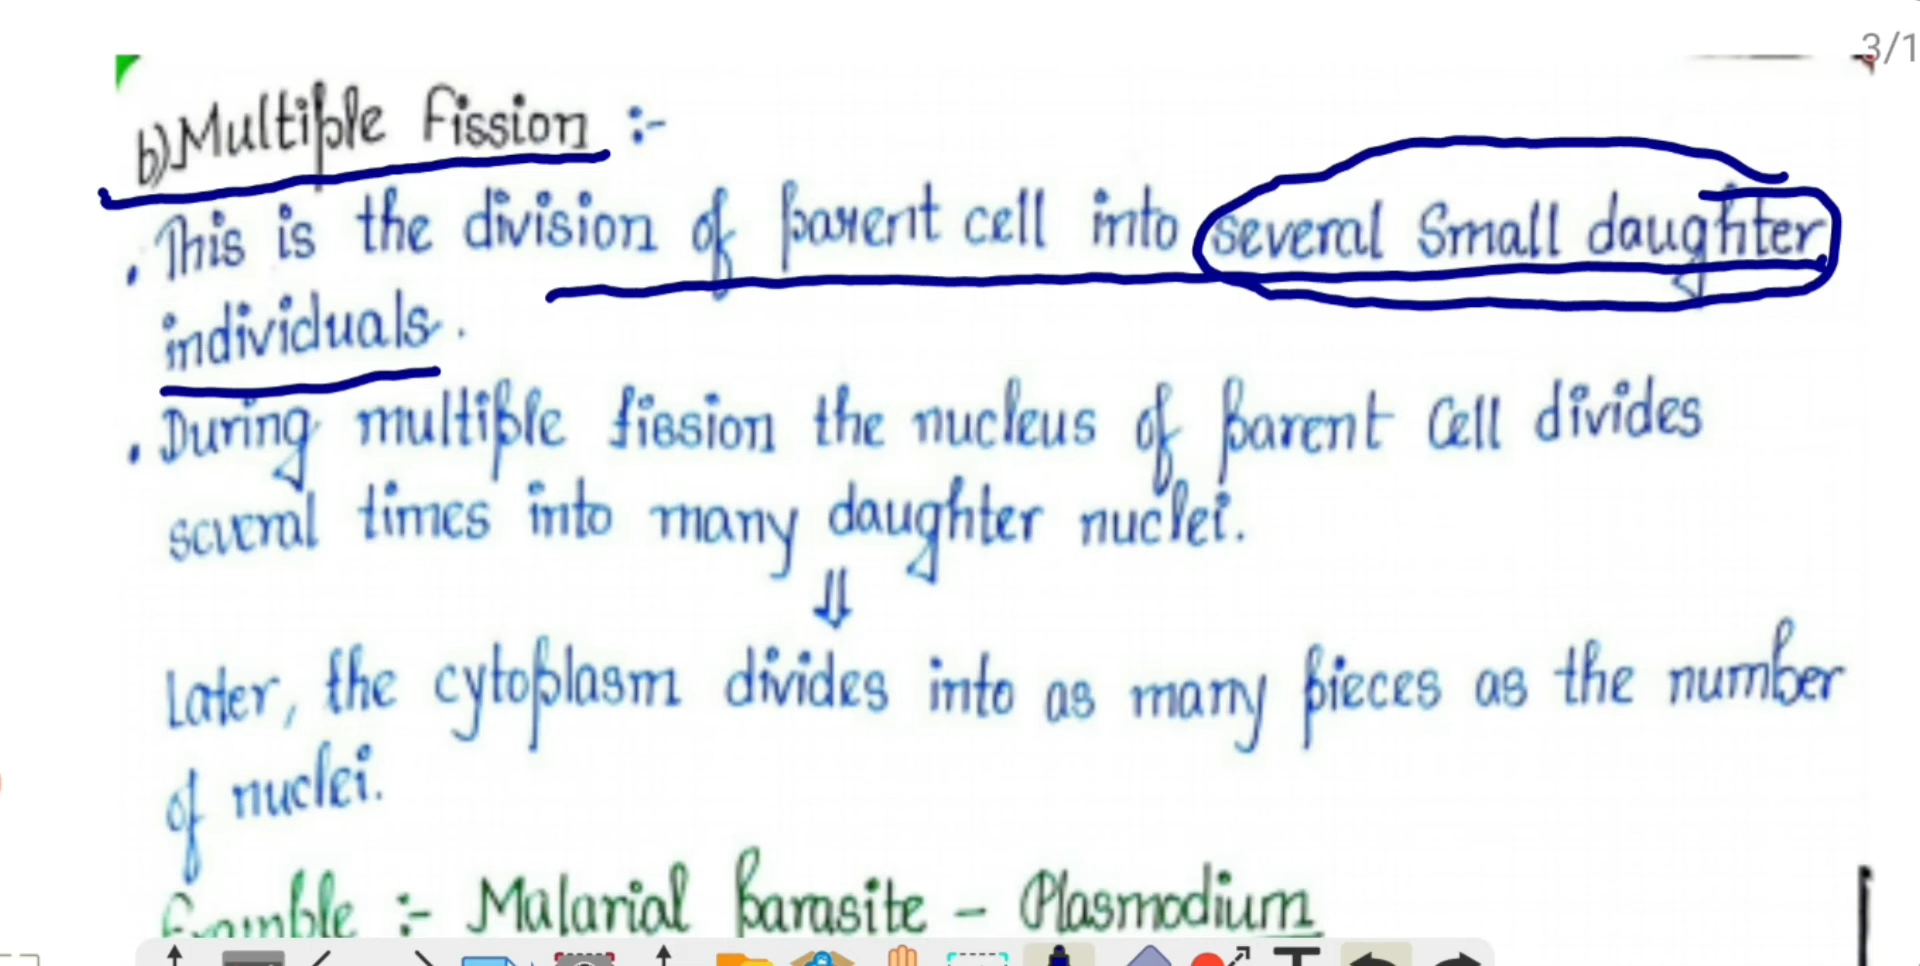 3/1
b) Multiple fission :-
. This is the division of parent cell into several Small daughter
individuals .
. During multiple fission the nucleus of parent Cell divides
several times into many daughter nuclei.
⇓
Later, the cytoplasm divides into as many pieces as the number
of nuclei.
Example :- Malarial parasite - Plasmodium